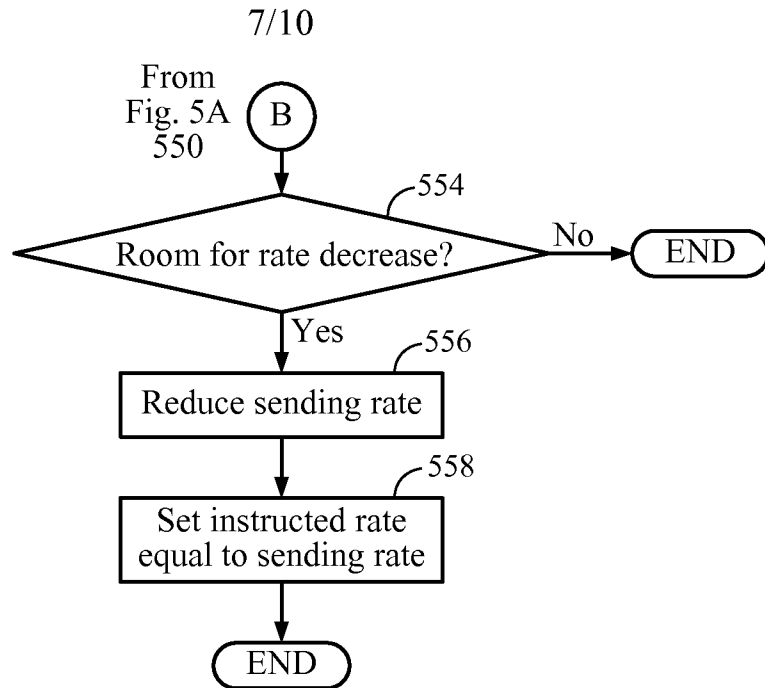 7/10
From
Fig. 5A
550
B
554
Room for rate decrease?
No
END
Yes
556
Reduce sending rate
558
Set instructed rate
equal to sending rate
END